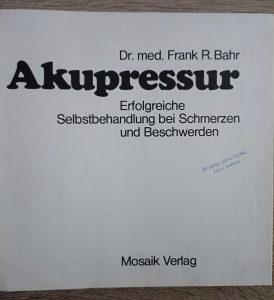 Dr. med. Frank R. Bahr
Akupressur
Erfolgreiche
Selbstbehandlung bei Schmerzen
und Beschwerden
Mosaik Verlag